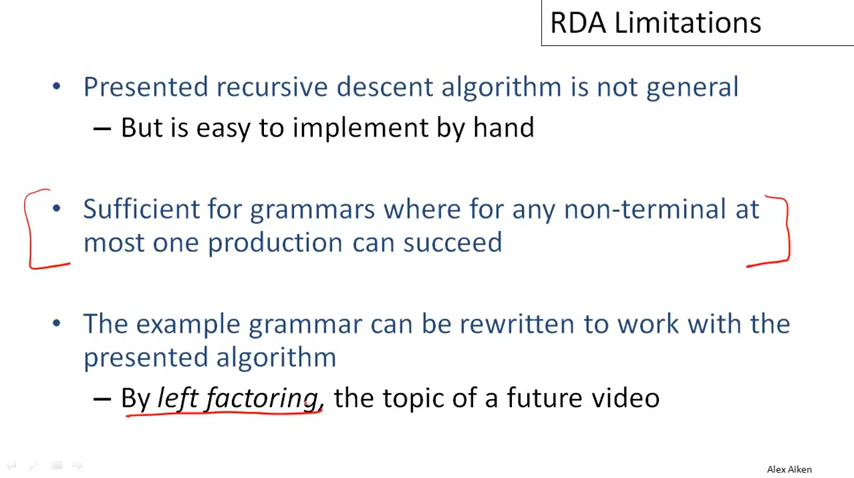 RDA Limitations
• Presented recursive descent algorithm is not general
– But is easy to implement by hand
• Sufficient for grammars where for any non-terminal at
most one production can succeed
• The example grammar can be rewritten to work with the
presented algorithm
– By left factoring, the topic of a future video
Alex Aiken